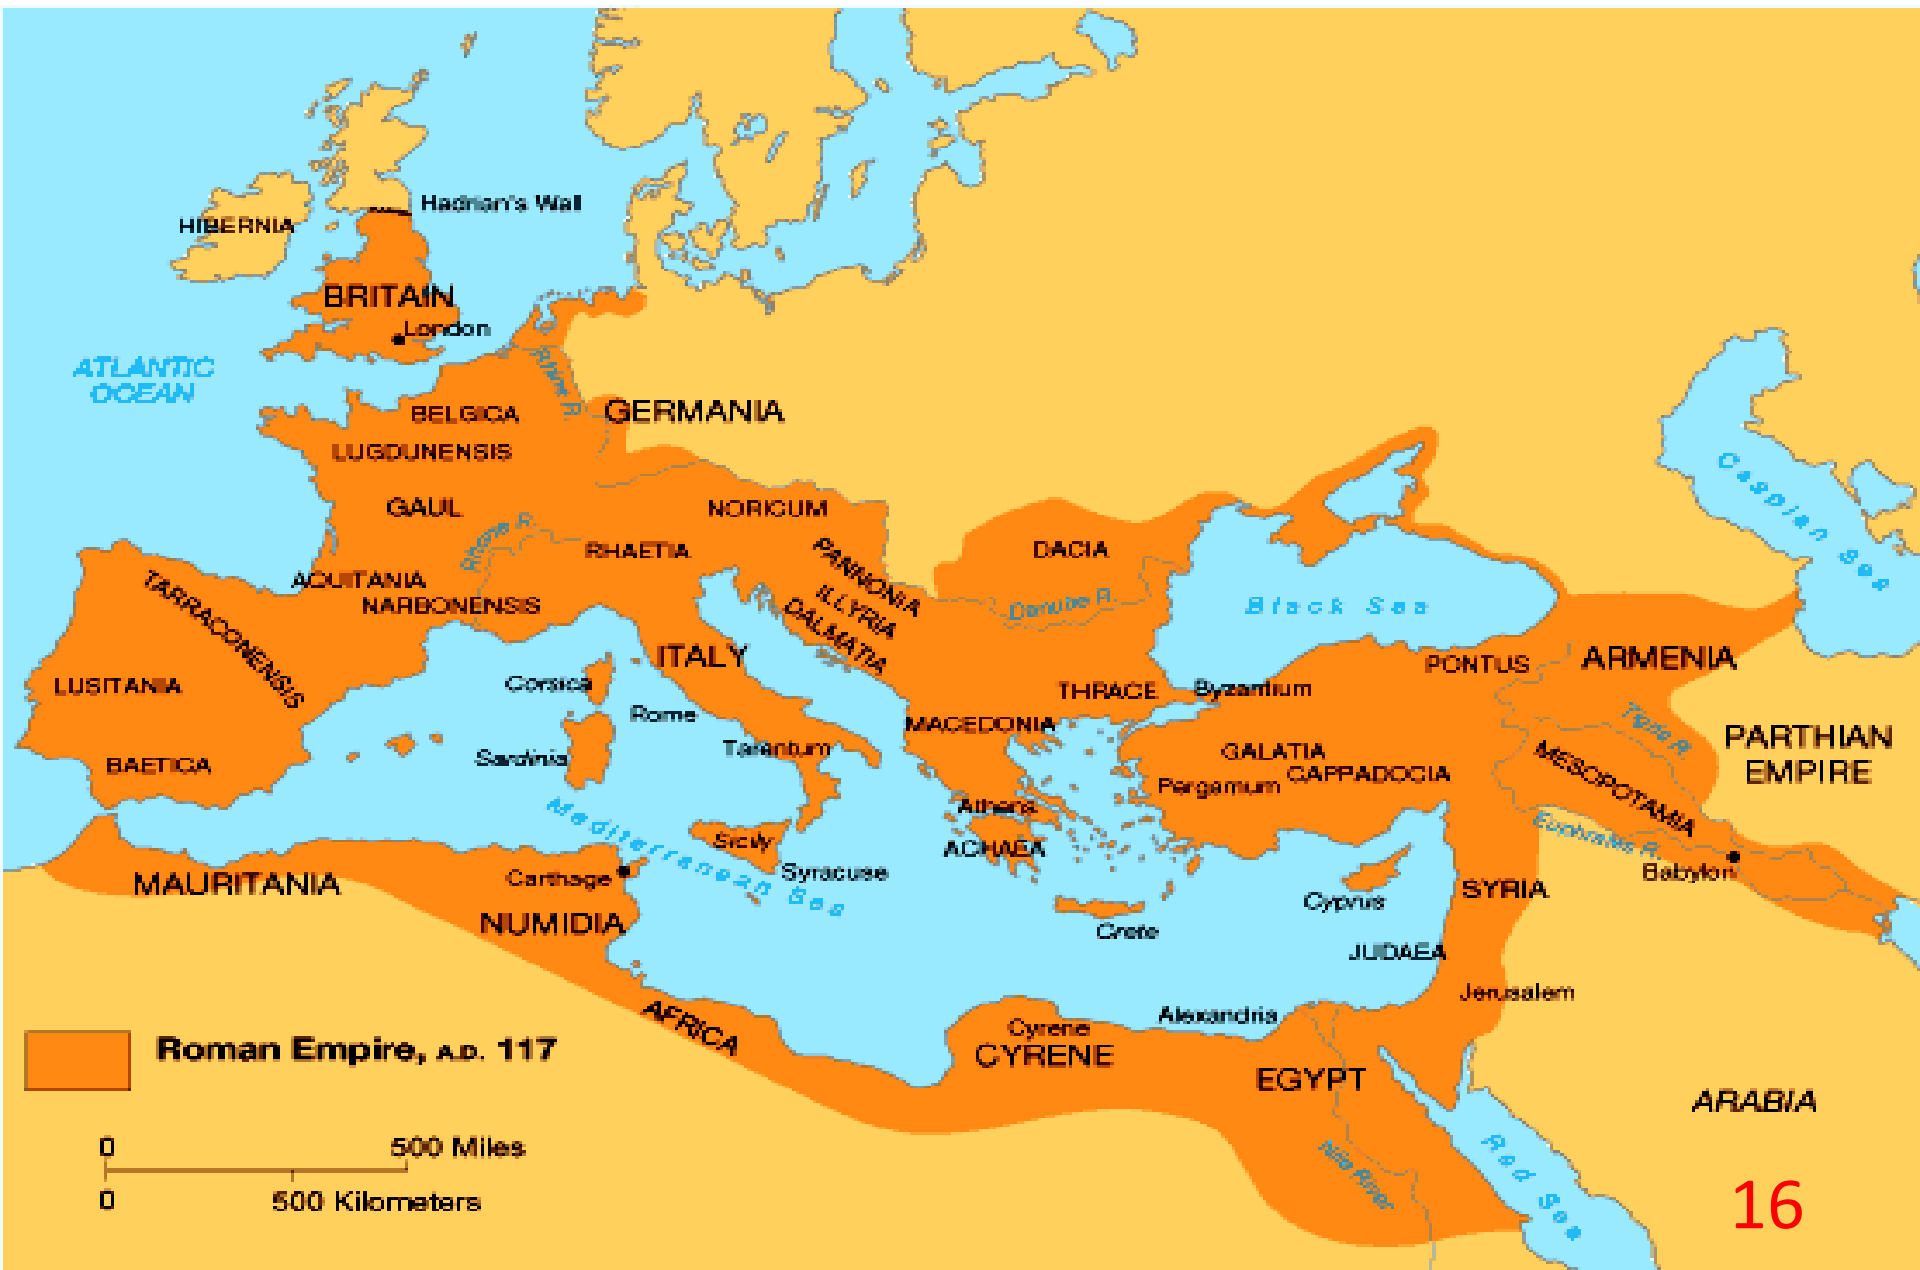 Hadrian's Wall
HIBERNIA
BRITAIN
London
ATLANTIC
OCEAN
Rhine R.
BELGICA
GERMANIA
LUGDUNENSIS
GAUL
NORICUM
Caspian Sea
Rhone R.
RHAETIA
PANNONIA
DACIA
AQUITANIA
NARBONENSIS
ILLYRIA
DALMATIA
Danube R.
Black Sea
TARRACONENSIS
ITALY
PONTUS
ARMENIA
LUSITANIA
Corsica
THRACE
Byzantium
Rome
MACEDONIA
Tigris R.
PARTHIAN
EMPIRE
BAETICA
Sardinia
Tarentum
GALATIA
CAPPADOCIA
Pergamum
MESOPOTAMIA
Athens
Mediterranean Sea
Sicily
ACHAEA
Euphrates R.
MAURITANIA
Carthage
Syracuse
Babylon
SYRIA
Cyprus
NUMIDIA
Crete
JUDAEA
Jerusalem
AFRICA
Cyrene
CYRENE
Alexandria
Roman Empire, A.D. 117
EGYPT
ARABIA
0 500 Miles
0 500 Kilometers
Nile River
Red Sea
16